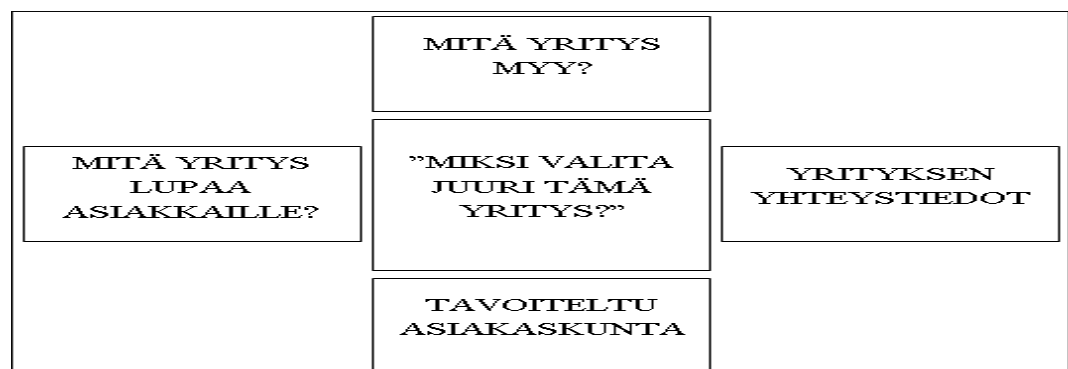 MITÄ YRITYS
MYY?
MITÄ YRITYS
LUPAA
ASIAKKAILLE?
”MIKSI VALITA
JUURI TÄMÄ
YRITYS?”
YRITYKSEN
YHTEYSTIEDOT
TAVOITELTU
ASIAKASKUNTA